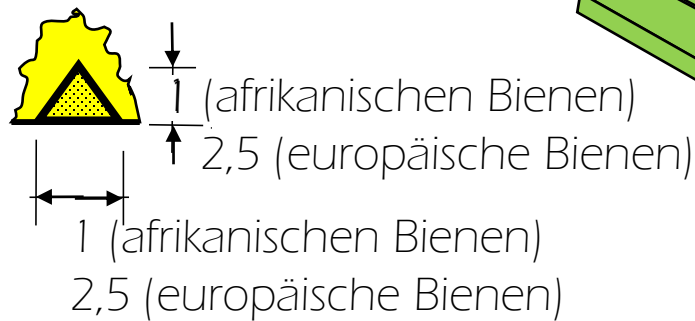 1 (afrikanischen Bienen)
2,5 (europäische Bienen)
1 (afrikanischen Bienen)
2,5 (europäische Bienen)